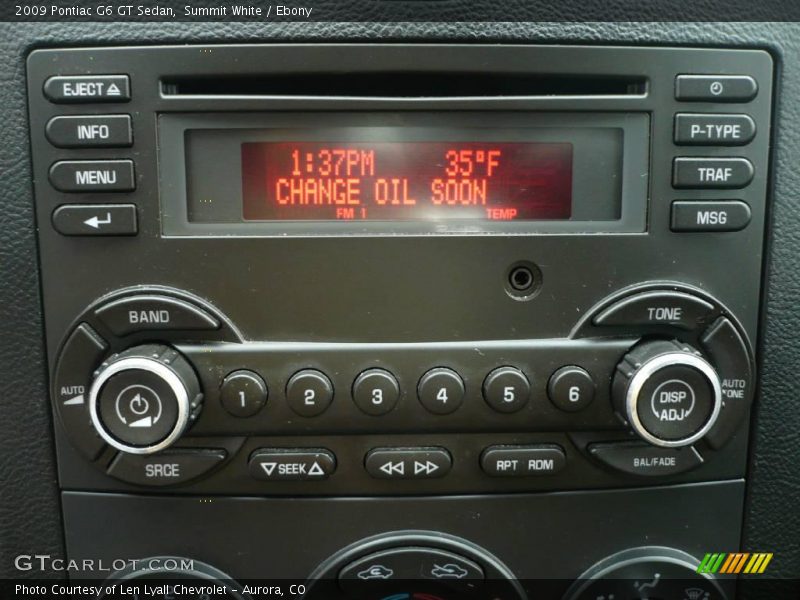 2009 Pontiac G6 GT Sedan,  Summit White / Ebony
EJECT
INFO
P-TYPE
MENU
TRAF
MSG
1:37PM 35°F
CHANGE OIL SOON
FM 1 TEMP
BAND
TONE
AUTO
1 2 3 4 5 6
DISP
ADJ
AUTO
TONE
SRCE
SEEK
RPT RDM
BAL/FADE
GTCARLOT.COM
Photo Courtesy of Len Lyall Chevrolet - Aurora, CO